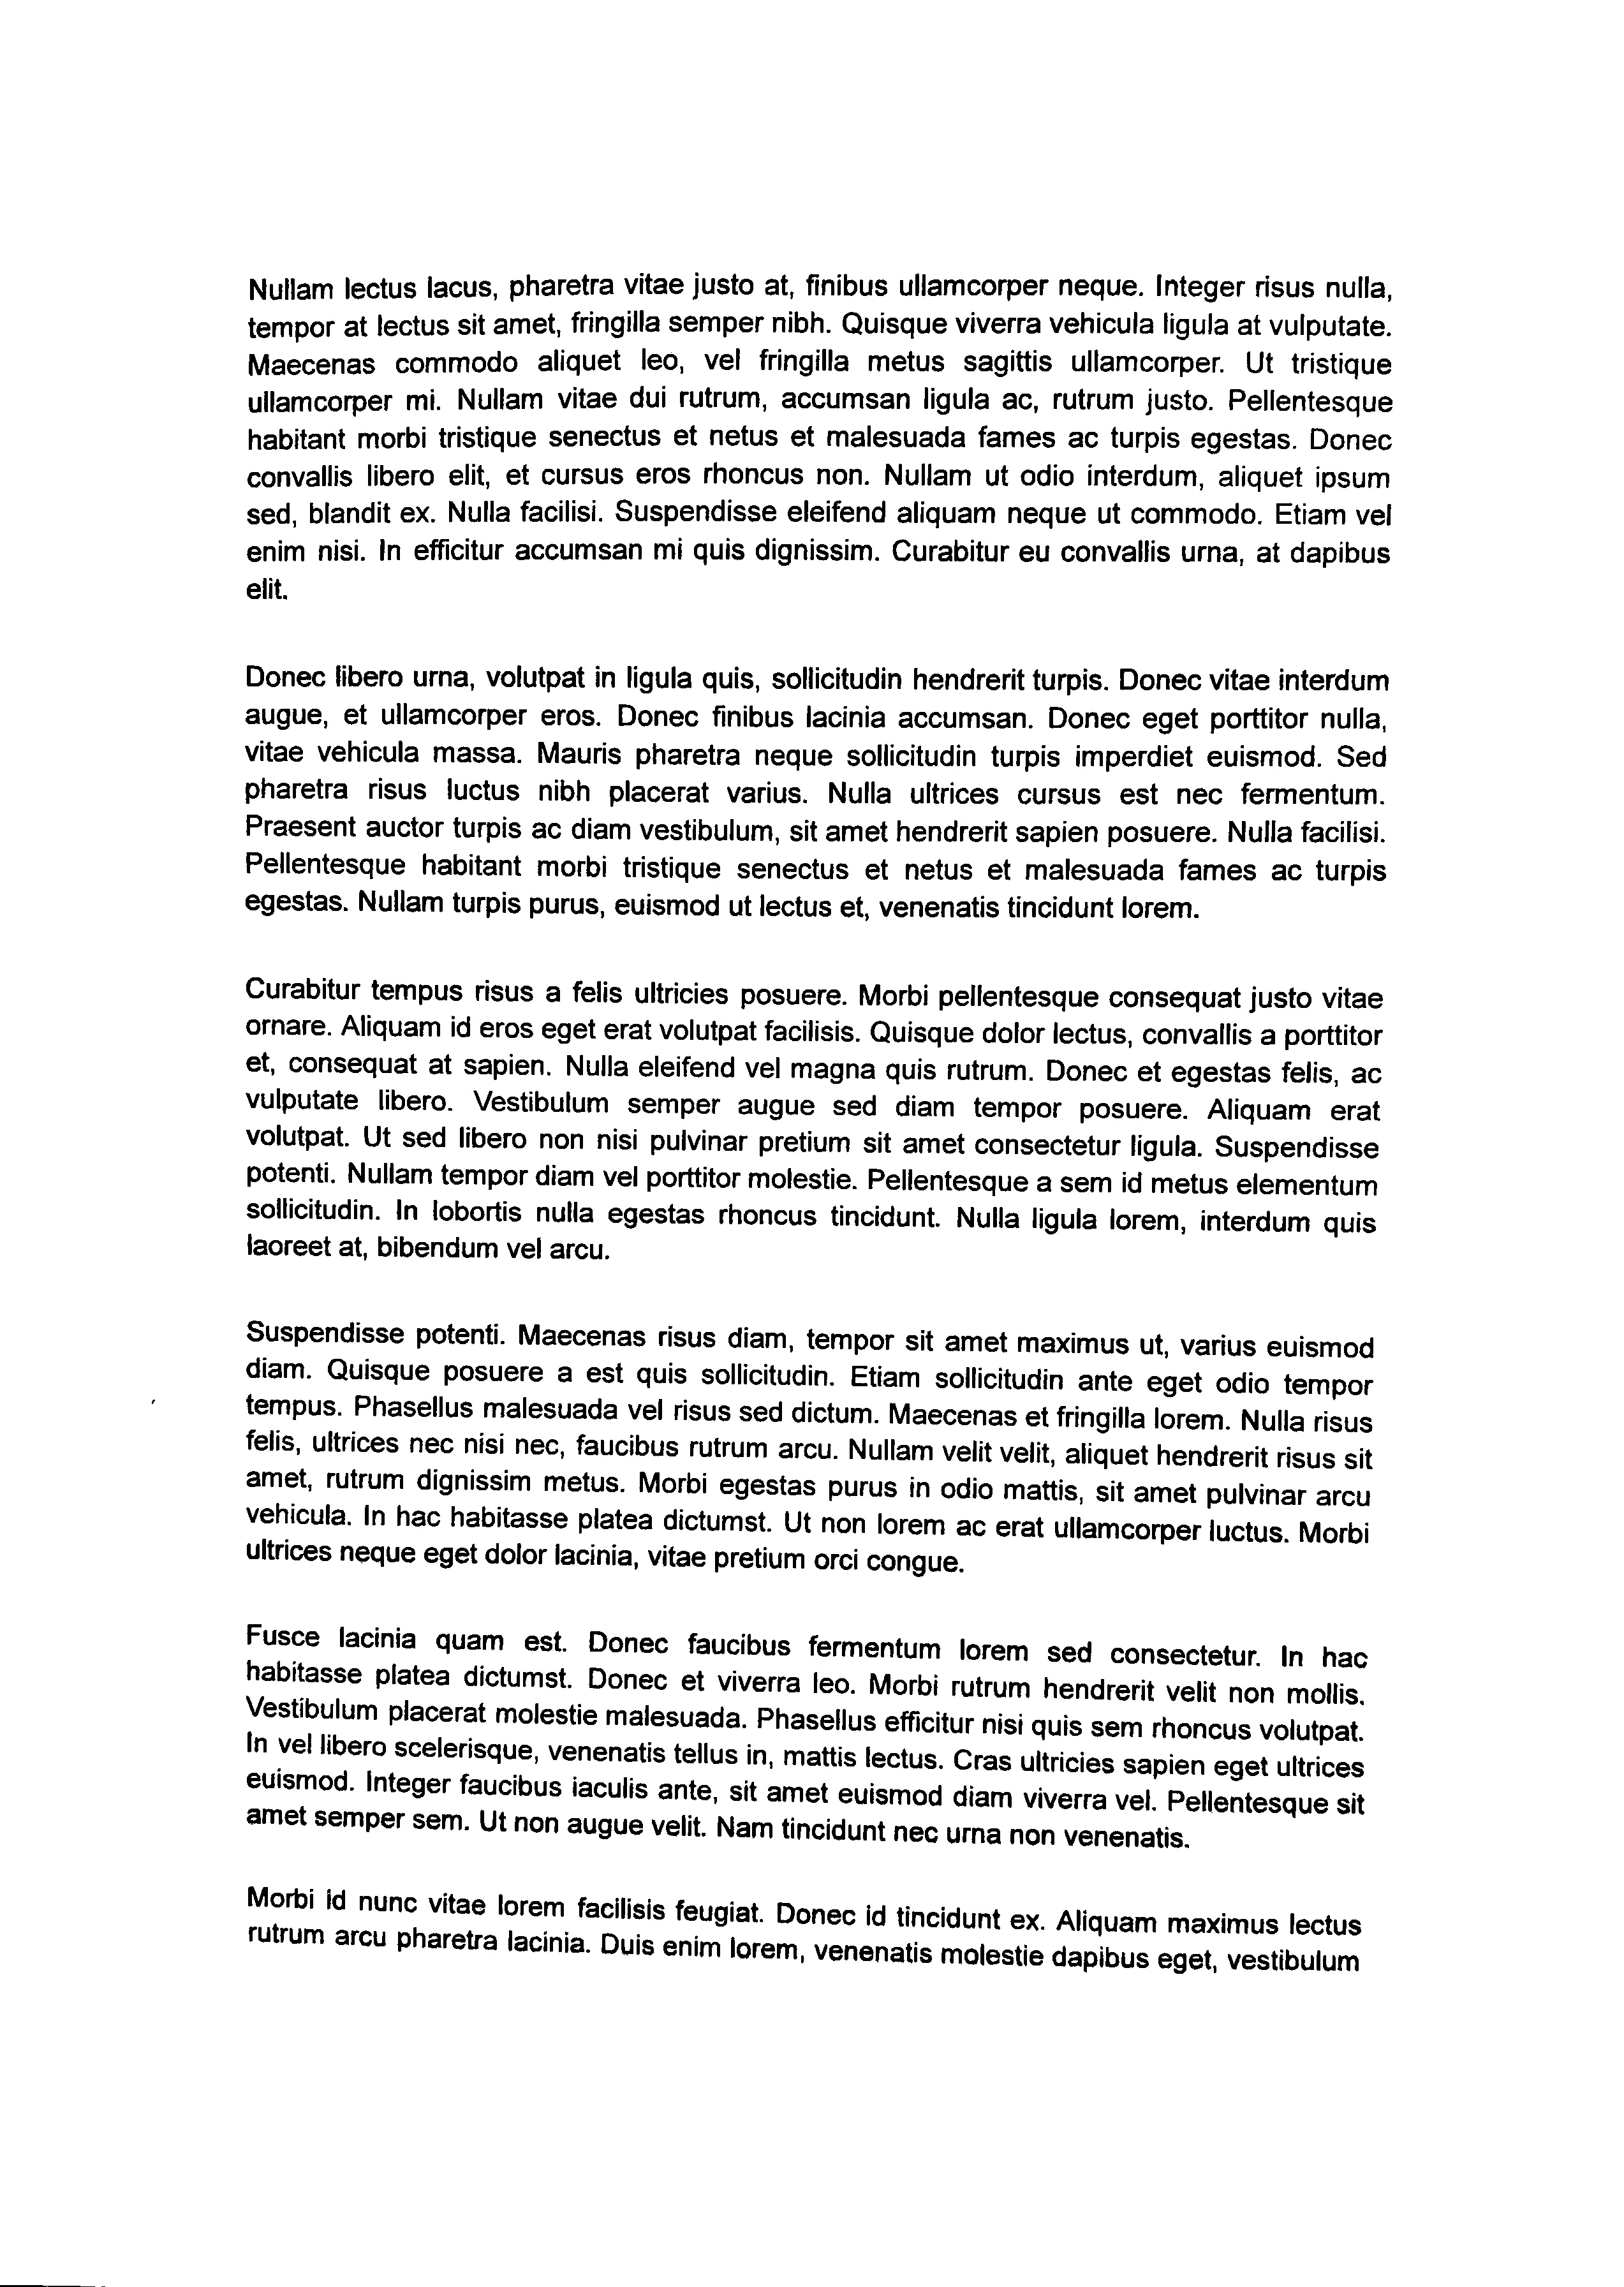 Nullam lectus lacus, pharetra vitae justo at, finibus ullamcorper neque. Integer risus nulla,
tempor at lectus sit amet, fringilla semper nibh. Quisque viverra vehicula ligula at vulputate.
Maecenas commodo aliquet leo, vel fringilla metus sagittis ullamcorper. Ut tristique
ullamcorper mi. Nullam vitae dui rutrum, accumsan ligula ac, rutrum justo. Pellentesque
habitant morbi tristique senectus et netus et malesuada fames ac turpis egestas. Donec
convallis libero elit, et cursus eros rhoncus non. Nullam ut odio interdum, aliquet ipsum
sed, blandit ex. Nulla facilisi. Suspendisse eleifend aliquam neque ut commodo. Etiam vel
enim nisi. In efficitur accumsan mi quis dignissim. Curabitur eu convallis urna, at dapibus
elit.
Donec libero urna, volutpat in ligula quis, sollicitudin hendrerit turpis. Donec vitae interdum
augue, et ullamcorper eros. Donec finibus lacinia accumsan. Donec eget porttitor nulla,
vitae vehicula massa. Mauris pharetra neque sollicitudin turpis imperdiet euismod. Sed
pharetra risus luctus nibh placerat varius. Nulla ultrices cursus est nec fermentum.
Praesent auctor turpis ac diam vestibulum, sit amet hendrerit sapien posuere. Nulla facilisi.
Pellentesque habitant morbi tristique senectus et netus et malesuada fames ac turpis
egestas. Nullam turpis purus, euismod ut lectus et, venenatis tincidunt lorem.
Curabitur tempus risus a felis ultricies posuere. Morbi pellentesque consequat justo vitae
ornare. Aliquam id eros eget erat volutpat facilisis. Quisque dolor lectus, convallis a porttitor
et, consequat at sapien. Nulla eleifend vel magna quis rutrum. Donec et egestas felis, ac
vulputate libero. Vestibulum semper augue sed diam tempor posuere. Aliquam erat
volutpat. Ut sed libero non nisi pulvinar pretium sit amet consectetur ligula. Suspendisse
potenti. Nullam tempor diam vel porttitor molestie. Pellentesque a sem id metus elementum
sollicitudin. In lobortis nulla egestas rhoncus tincidunt. Nulla ligula lorem, interdum quis
laoreet at, bibendum vel arcu.
Suspendisse potenti. Maecenas risus diam, tempor sit amet maximus ut, varius euismod
diam. Quisque posuere a est quis sollicitudin. Etiam sollicitudin ante eget odio tempor
tempus. Phasellus malesuada vel risus sed dictum. Maecenas et fringilla lorem. Nulla risus
felis, ultrices nec nisi nec, faucibus rutrum arcu. Nullam velit velit, aliquet hendrerit risus sit
amet, rutrum dignissim metus. Morbi egestas purus in odio mattis, sit amet pulvinar arcu
vehicula. In hac habitasse platea dictumst. Ut non lorem ac erat ullamcorper luctus. Morbi
ultrices neque eget dolor lacinia, vitae pretium orci congue.
Fusce lacinia quam est. Donec faucibus fermentum lorem sed consectetur. In hac
habitasse platea dictumst. Donec et viverra leo. Morbi rutrum hendrerit velit non mollis.
Vestibulum placerat molestie malesuada. Phasellus efficitur nisi quis sem rhoncus volutpat.
In vel libero scelerisque, venenatis tellus in, mattis lectus. Cras ultricies sapien eget ultrices
euismod. Integer faucibus iaculis ante, sit amet euismod diam viverra vel. Pellentesque sit
amet semper sem. Ut non augue velit. Nam tincidunt nec urna non venenatis.
Morbi id nunc vitae lorem facilisis feugiat. Donec id tincidunt ex. Aliquam maximus lectus
rutrum arcu pharetra lacinia. Duis enim lorem, venenatis molestie dapibus eget, vestibulum